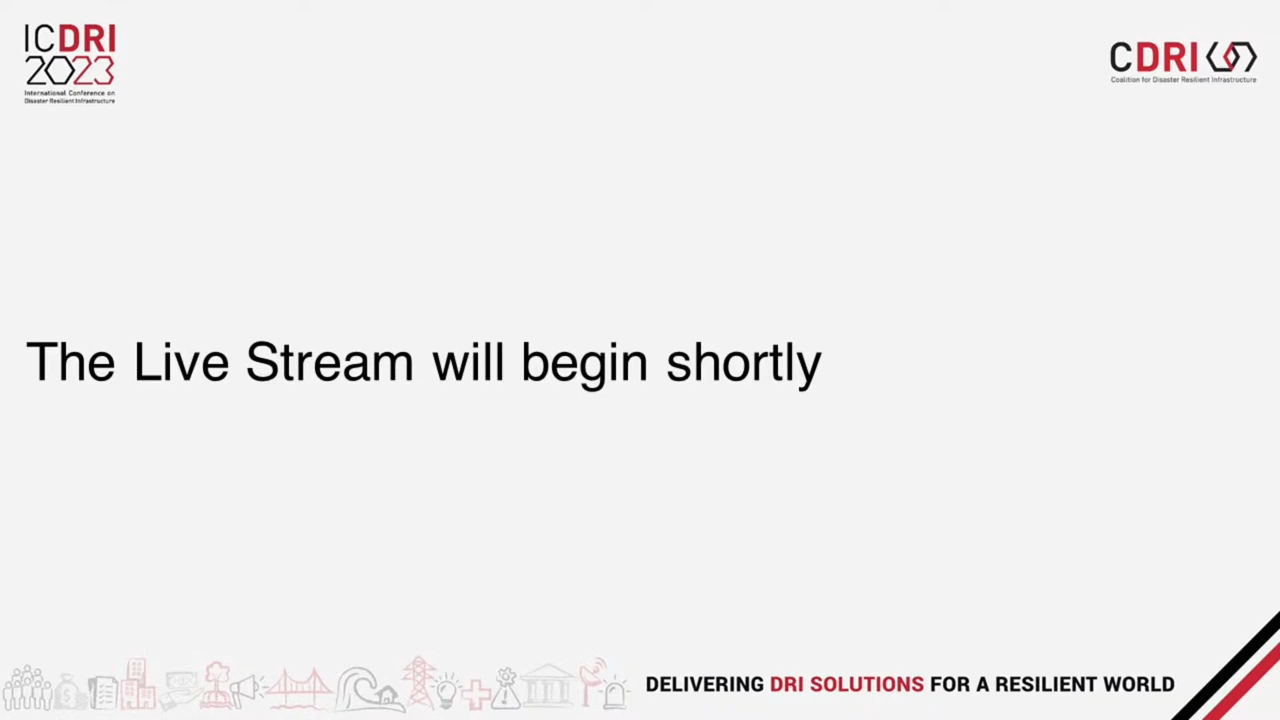 ICDRI
2023
International Conference on
Disaster Resilient Infrastructure
CDRI
Coalition for Disaster Resilient Infrastructure
The Live Stream will begin shortly
DELIVERING DRI SOLUTIONS FOR A RESILIENT WORLD